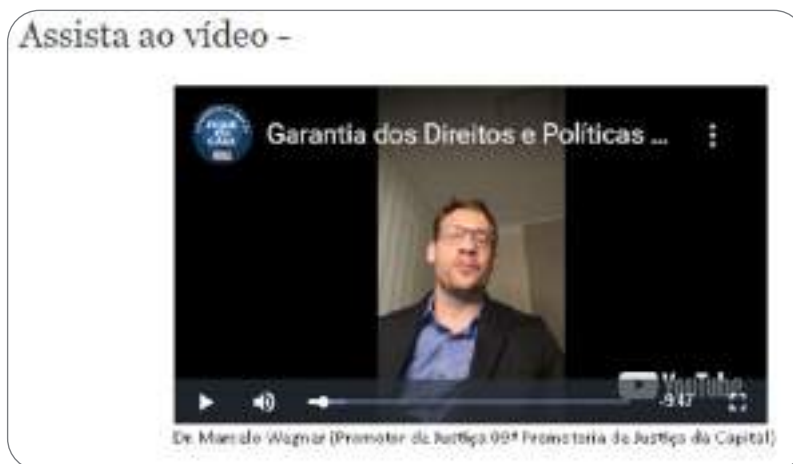 Assista ao vídeo -
Garantia dos Direitos e Políticas ...
YouTube
-9:47
Dr. Marcelo Wagner (Promotor de Justiça 09ª Promotoria de Justiça da Capital)